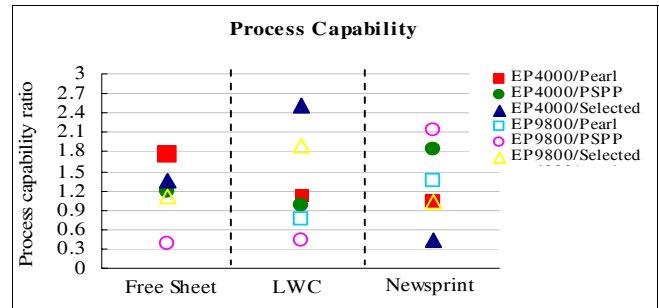 Process Capability
Process capability ratio
3
2.7
2.4
2.1
1.8
1.5
1.2
0.9
0.6
0.3
0
Free Sheet LWC Newsprint
EP4000/Pearl
EP4000/PSPP
EP4000/Selected
EP9800/Pearl
EP9800/PSPP
EP9800/Selected